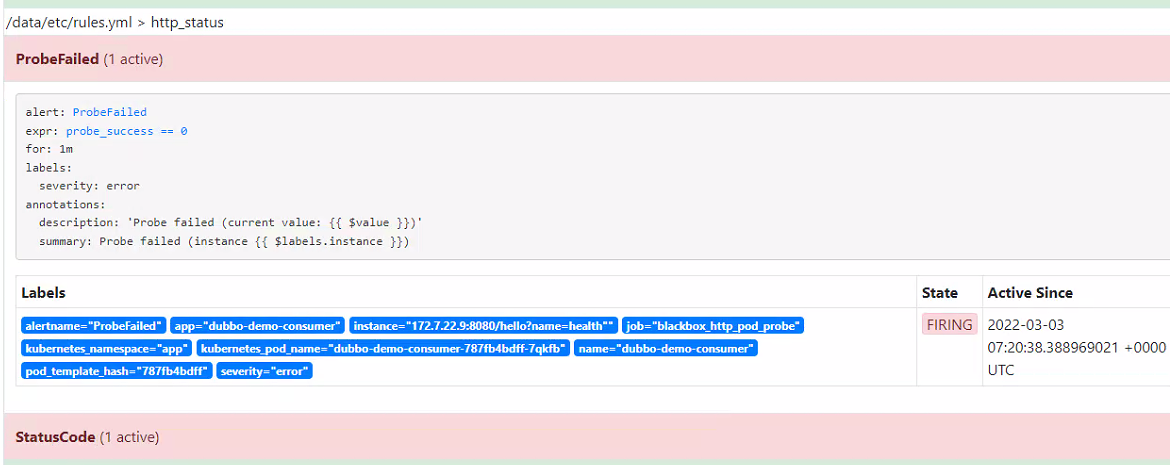 /data/etc/rules.yml > http_status
ProbeFailed (1 active)
alert: ProbeFailed
expr: probe_success == 0
for: 1m
labels:
  severity: error
annotations:
  description: 'Probe failed (current value: {{ $value }})'
  summary: Probe failed (instance {{ $labels.instance }})
Labels State Active Since
alertname="ProbeFailed" app="dubbo-demo-consumer" instance="172.7.22.9:8080/hello?name=health"" job="blackbox_http_pod_probe" FIRING 2022-03-03
kubernetes_namespace="app" kubernetes_pod_name="dubbo-demo-consumer-787fb4bdff-7qkfb" name="dubbo-demo-consumer" 07:20:38.388969021 +0000
pod_template_hash="787fb4bdff" severity="error" UTC
StatusCode (1 active)